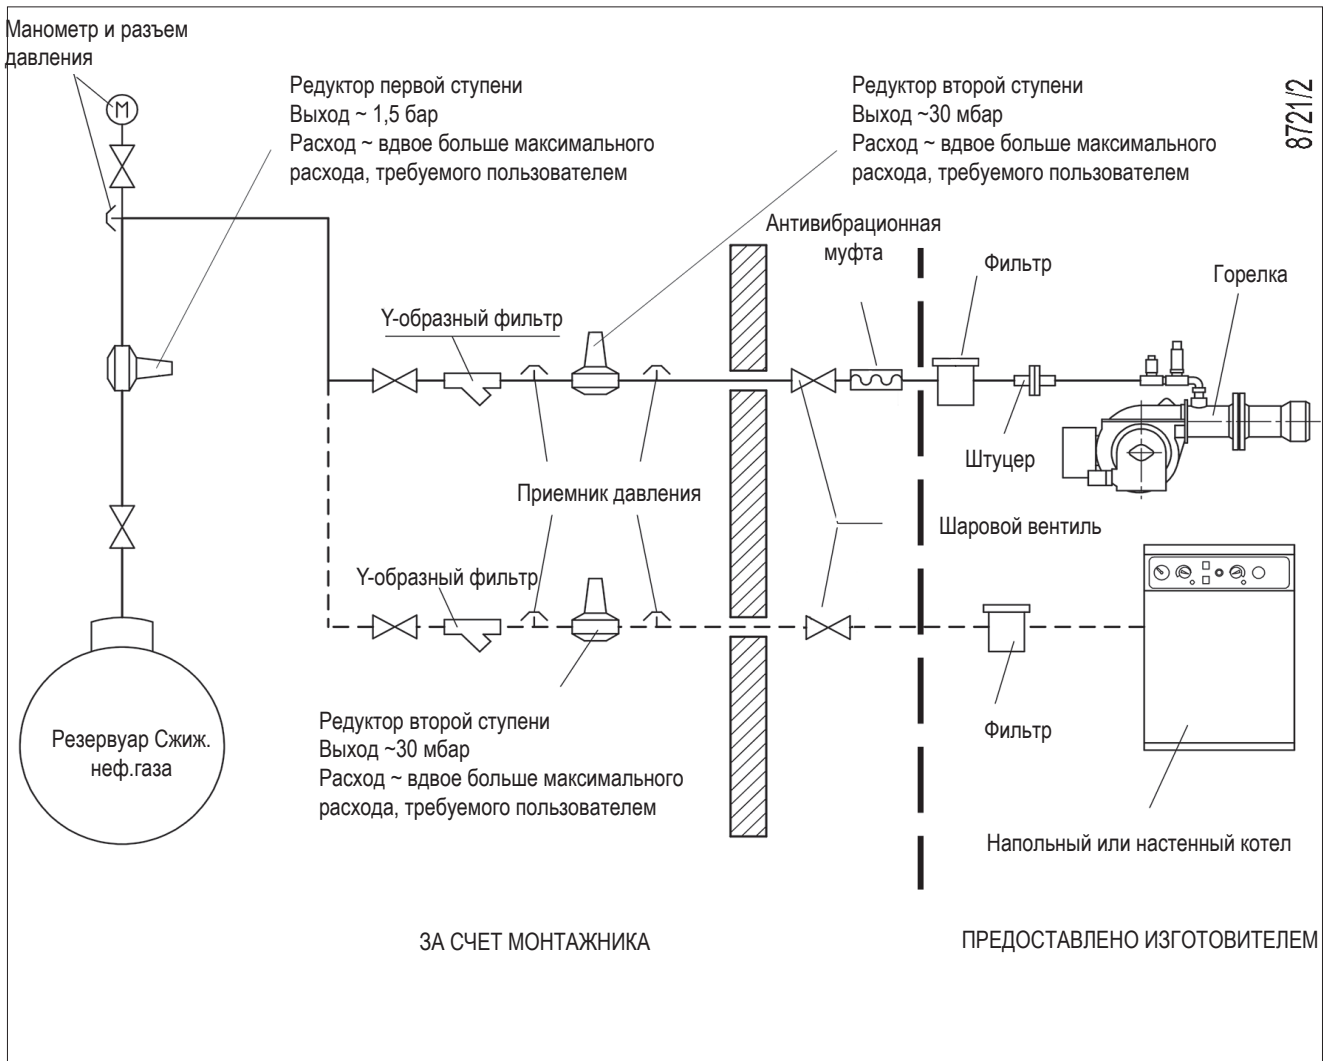 Манометр и разъем
давления
M
Редуктор первой ступени
Выход ~ 1,5 бар
Расход ~ вдвое больше максимального
расхода, требуемого пользователем
Редуктор второй ступени
Выход ~30 мбар
Расход ~ вдвое больше максимального
расхода, требуемого пользователем
8721/2
Антивибрационная
муфта
Фильтр
Горелка
Y-образный фильтр
Штуцер
Приемник давления
Шаровой вентиль
Y-образный фильтр
Резервуар Сжиж.
неф.газа
Редуктор второй ступени
Выход ~30 мбар
Расход ~ вдвое больше максимального
расхода, требуемого пользователем
Фильтр
Напольный или настенный котел
ЗА СЧЕТ МОНТАЖНИКА
ПРЕДОСТАВЛЕНО ИЗГОТОВИТЕЛЕМ